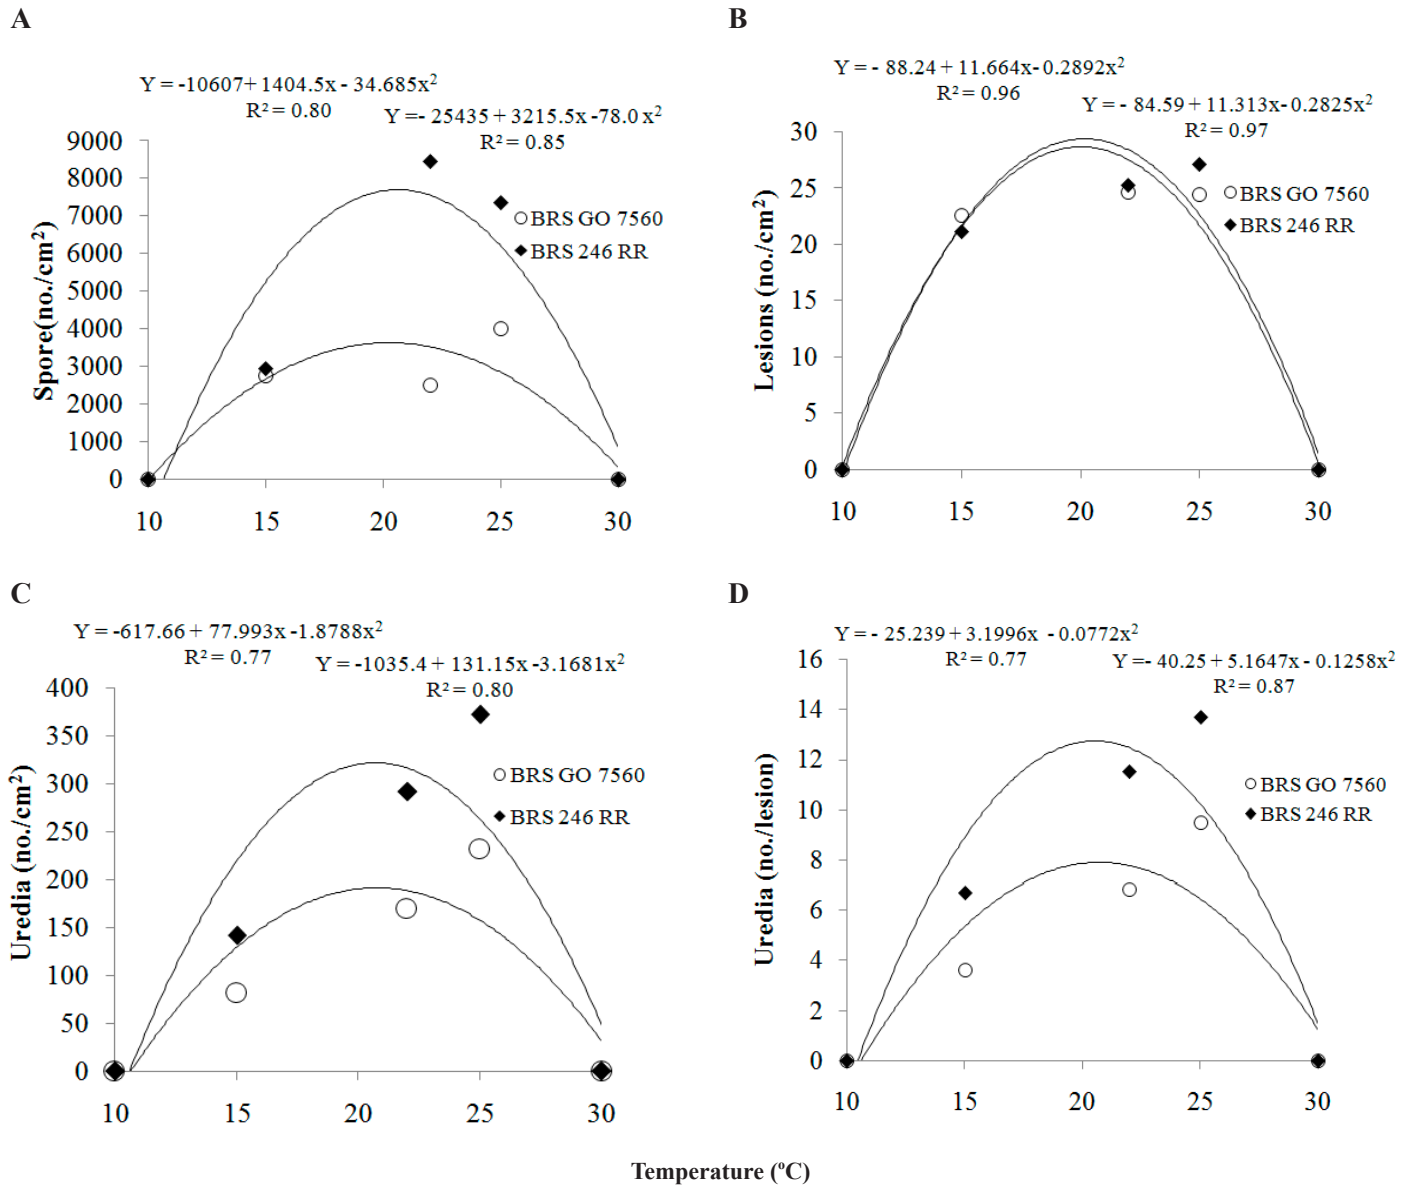 A
Y = -10607+ 1404.5x - 34.685x²
R² = 0.80
Y =- 25435 + 3215.5x -78.0 x²
R² = 0.85
9000
8000
7000
6000
5000
4000
3000
2000
1000
0
Spore(no./cm²)
BRS GO 7560
BRS 246 RR
10 15 20 25 30
B
Y = - 88.24 + 11.664x- 0.2892x²
R² = 0.96
Y = - 84.59 + 11.313x- 0.2825x²
R² = 0.97
30
25
20
15
10
5
0
Lesions (no./cm²)
BRS GO 7560
BRS 246 RR
10 15 20 25 30
C
Y = -617.66 + 77.993x -1.8788x²
R² = 0.77
Y = -1035.4 + 131.15x -3.1681x²
R² = 0.80
400
350
300
250
200
150
100
50
0
Uredia (no./cm²)
BRS GO 7560
BRS 246 RR
10 15 20 25 30
D
Y = - 25.239 + 3.1996x - 0.0772x²
R² = 0.77
Y =- 40.25 + 5.1647x - 0.1258x²
R² = 0.87
16
14
12
10
8
6
4
2
0
Uredia (no./lesion)
BRS GO 7560
BRS 246 RR
10 15 20 25 30
Temperature (ºC)